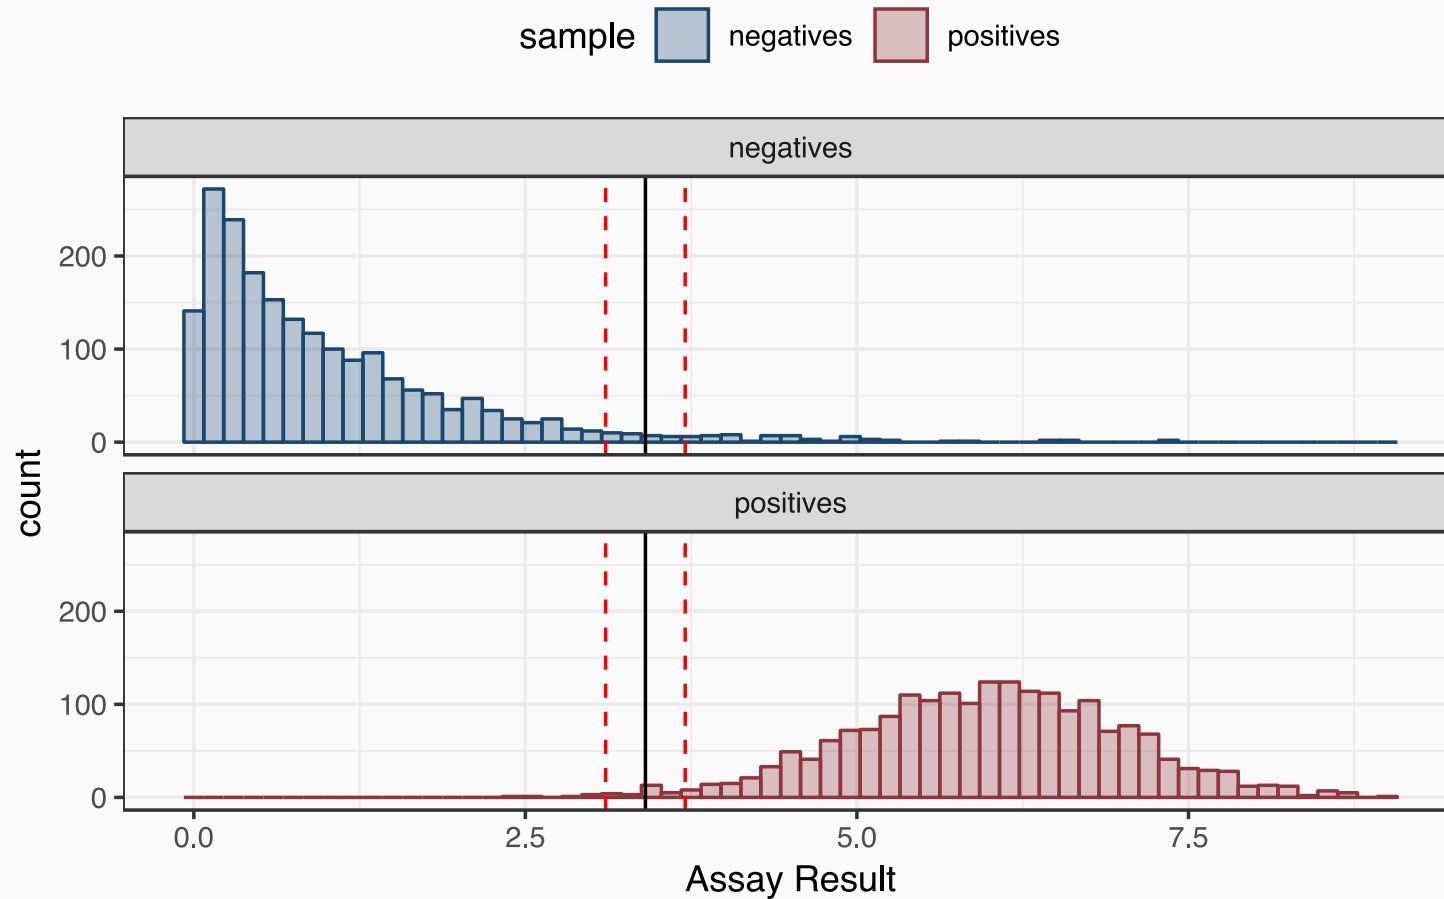 sample negatives positives
negatives
200
100
0
positives
200
100
0
count
0.0 2.5 5.0 7.5
Assay Result